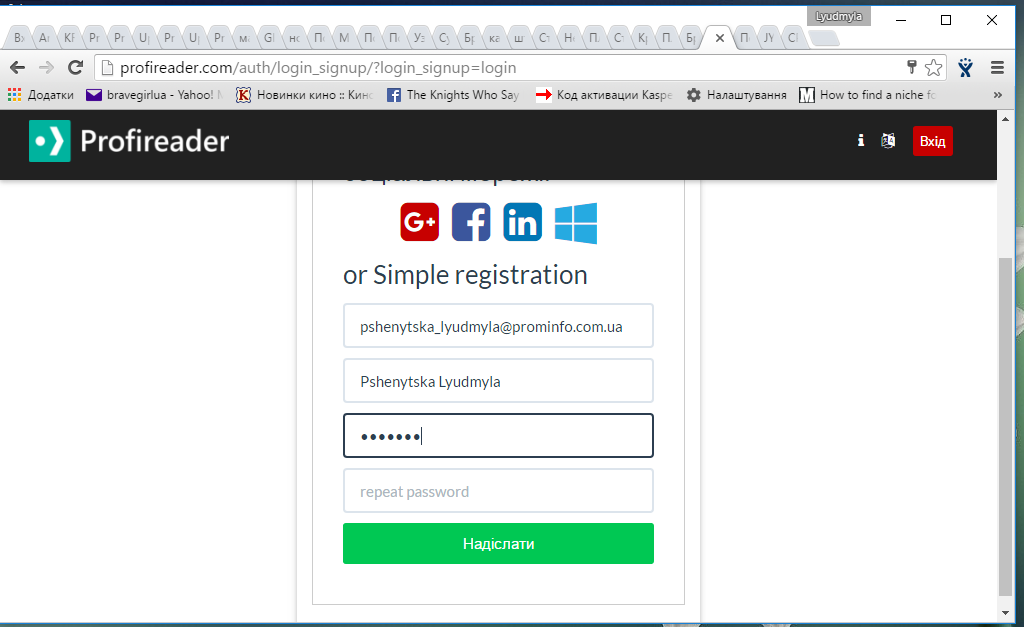 Lyudmyla
profireader.com/auth/login_signup/?login_signup=login
Додатки
bravegirlua - Yahoo!
Новинки кино :: Кин
The Knights Who Say
Код активации Kaspe
Налаштування
How to find a niche fo
»
Profireader
Вхід
G+
f
in
or Simple registration
pshenytska_lyudmyla@prominfo.com.ua
Pshenytska Lyudmyla
•••••••
repeat password
Надіслати